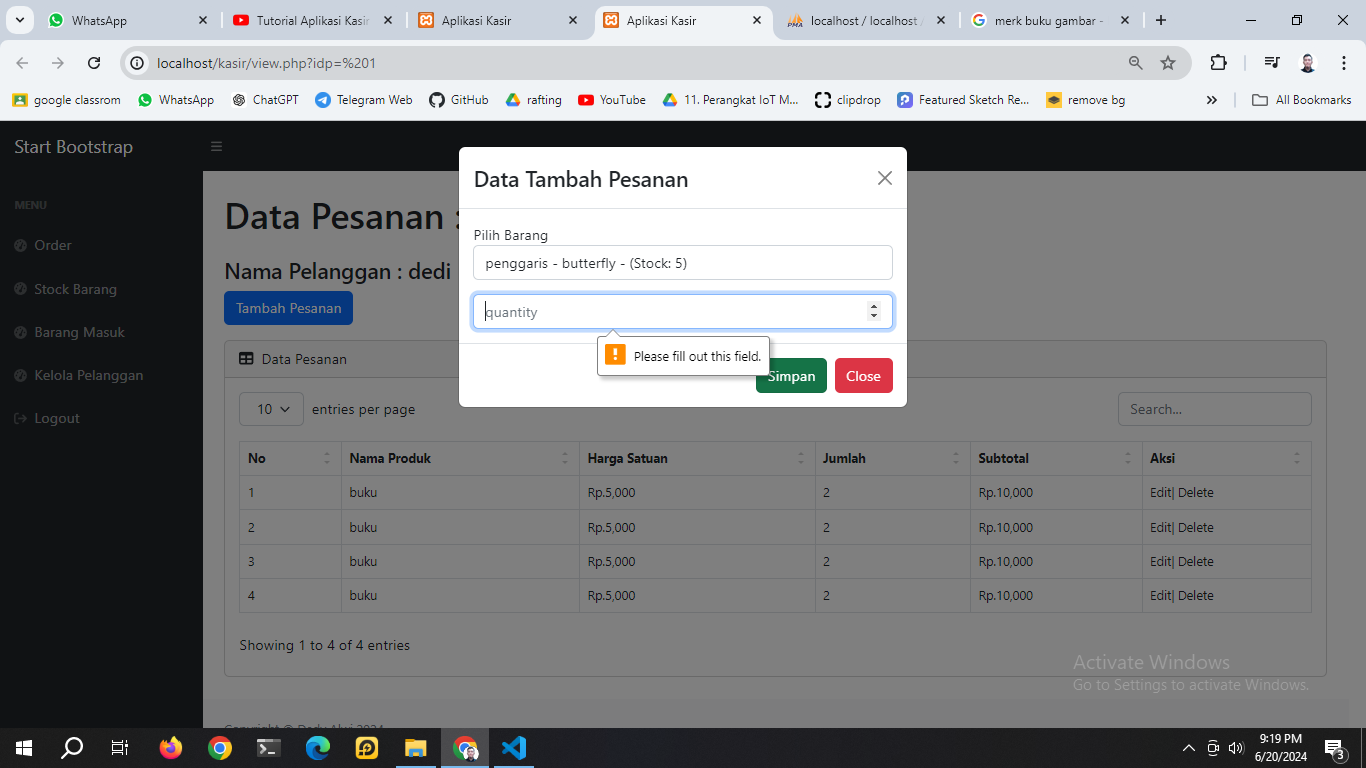 WhatsApp
Tutorial Aplikasi Kasir
Aplikasi Kasir
Aplikasi Kasir
localhost / localhost /
merk buku gambar -
localhost/kasir/view.php?idp=%201
google classrom
WhatsApp
ChatGPT
Telegram Web
GitHub
rafting
YouTube
11. Perangkat IoT M...
clipdrop
Featured Sketch Re...
remove bg
All Bookmarks
Start Bootstrap
MENU
Order
Stock Barang
Barang Masuk
Kelola Pelanggan
Logout
Data Pesanan :
Nama Pelanggan : dedi
Tambah Pesanan
Data Tambah Pesanan
Pilih Barang
penggaris - butterfly - (Stock: 5)
quantity
Please fill out this field.
Simpan
Close
Data Pesanan
10 entries per page
Search...
No Nama Produk Harga Satuan Jumlah Subtotal Aksi
1 buku Rp.5,000 2 Rp.10,000 Edit| Delete
2 buku Rp.5,000 2 Rp.10,000 Edit| Delete
3 buku Rp.5,000 2 Rp.10,000 Edit| Delete
4 buku Rp.5,000 2 Rp.10,000 Edit| Delete
Showing 1 to 4 of 4 entries
Activate Windows
Go to Settings to activate Windows.
9:19 PM
6/20/2024
3